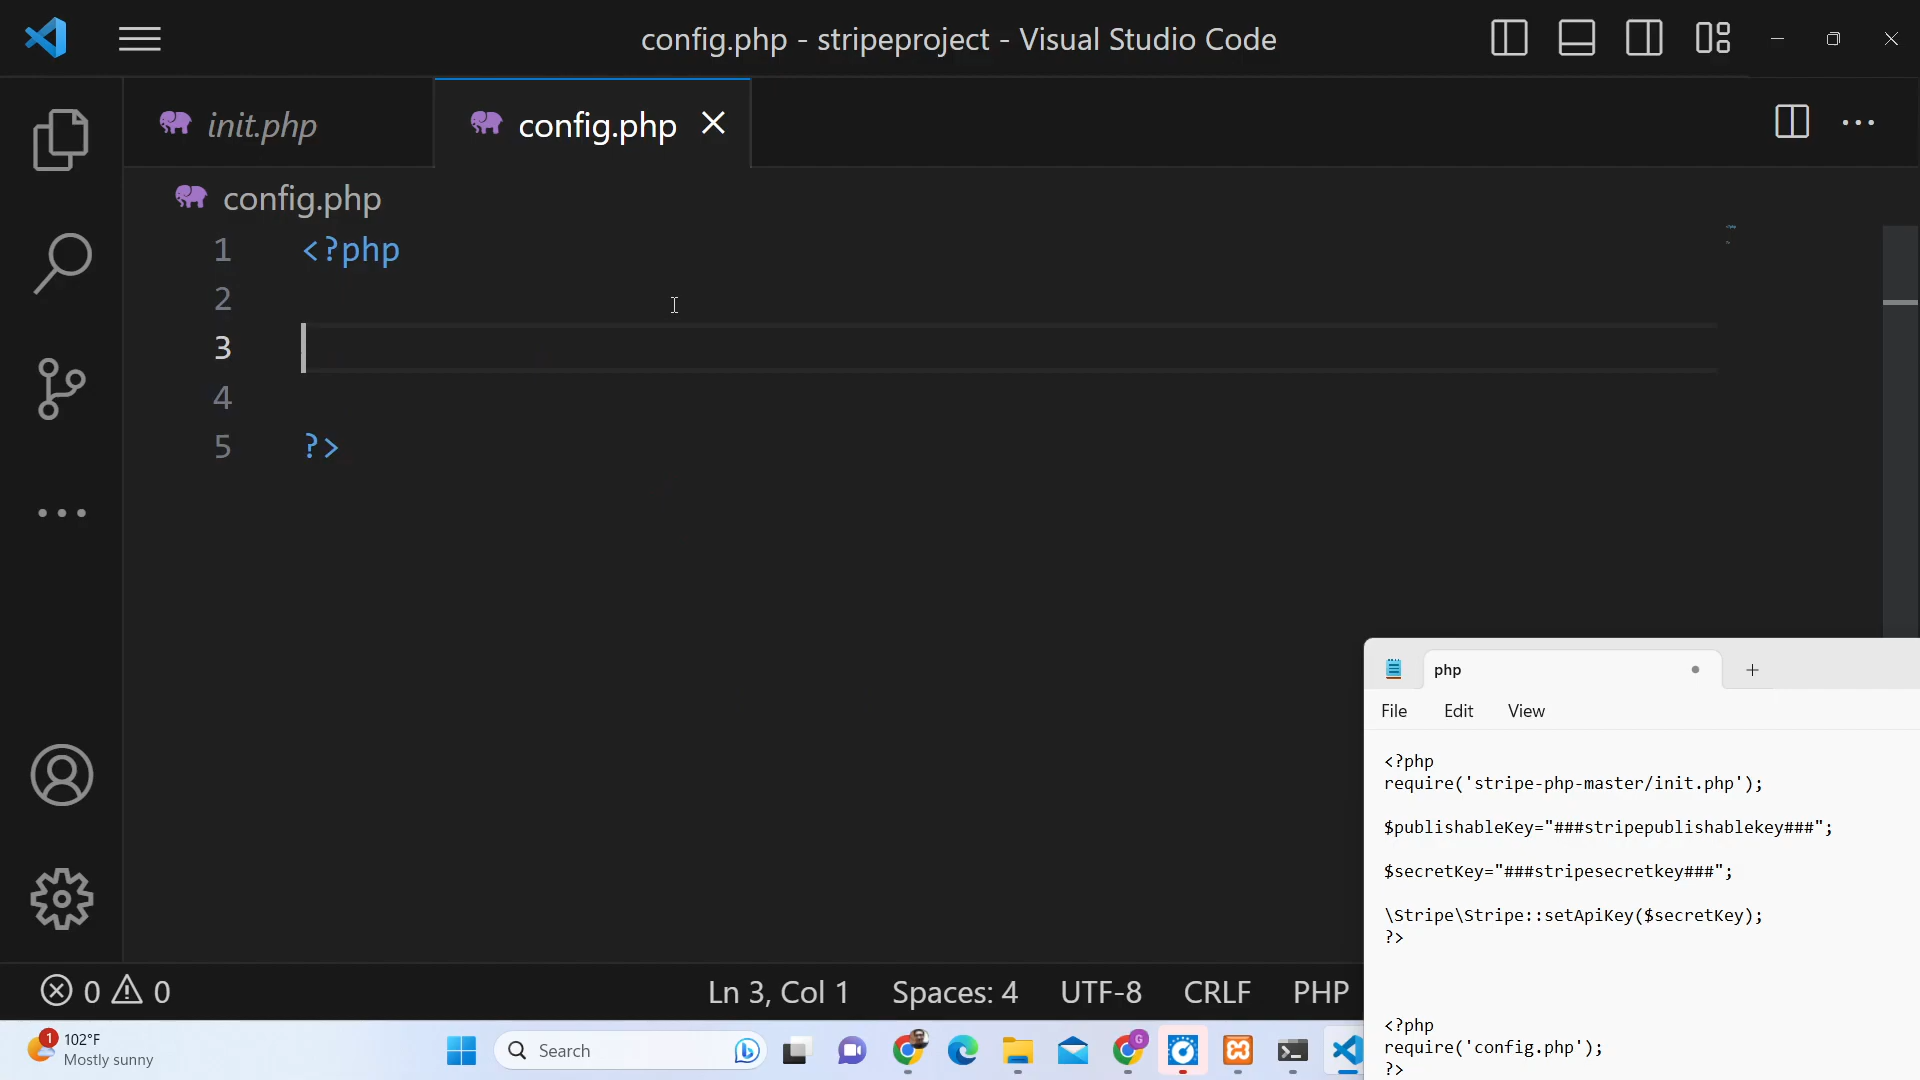 config.php - stripeproject - Visual Studio Code
init.php
config.php
config.php
1 <?php
2
3
4
5 ?>
php
File Edit View
<?php
require('stripe-php-master/init.php');
$publishableKey="###stripepublishablekey###";
$secretKey="###stripesecretkey###";
\Stripe\Stripe::setApiKey($secretKey);
?>
<?php
require('config.php');
?>
0 0
Ln 3, Col 1 Spaces: 4 UTF-8 CRLF PHP
1 102°F
Mostly sunny
Search
G